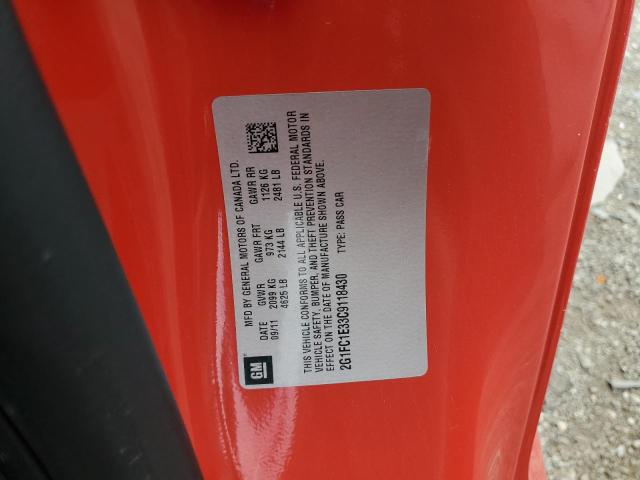 GM
MFD BY GENERAL MOTORS OF CANADA LTD.
DATE GVWR GAWR FRT GAWR RR
09/11 2099 KG 973 KG 1126 KG
4625 LB 2144 LB 2481 LB
THIS VEHICLE CONFORMS TO ALL APPLICABLE U.S. FEDERAL MOTOR
VEHICLE SAFETY, BUMPER, AND THEFT PREVENTION STANDARDS IN
EFFECT ON THE DATE OF MANUFACTURE SHOWN ABOVE.
2G1FC1E33C9118430 TYPE: PASS CAR